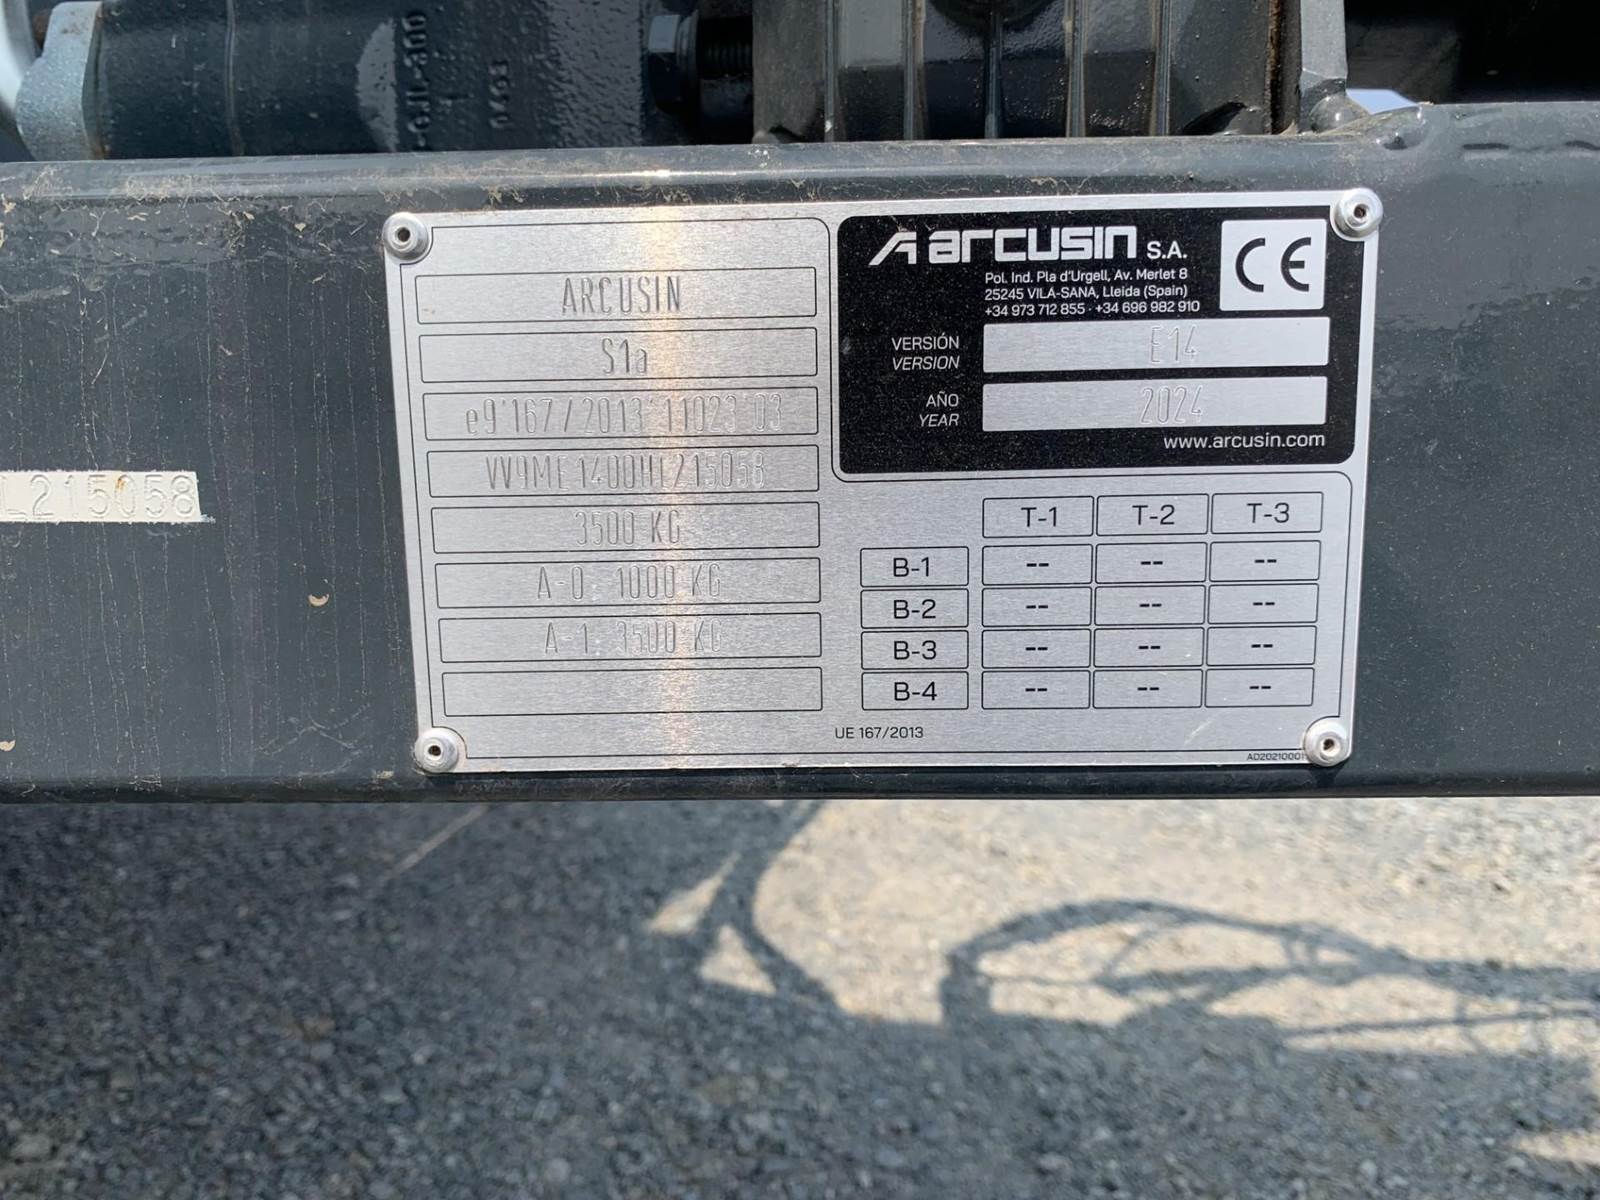 GJL-300
0463
L215058
ARCUSIN
S1a
e9*167/2013*11023*03
VV9ME1400HL215058
3500 KG
A-0: 1000 KG
A-1: 3500 KG
ARCUSIN S.A.
Pol. Ind. Pla d'Urgell, Av. Merlet 8
25245 VILA-SANA, Lleida (Spain)
+34 973 712 855 · +34 696 982 910
CE
VERSIÓN
VERSION
E14
AÑO
YEAR
2024
www.arcusin.com
T-1 T-2 T-3
B-1 -- -- --
B-2 -- -- --
B-3 -- -- --
B-4 -- -- --
UE 167/2013